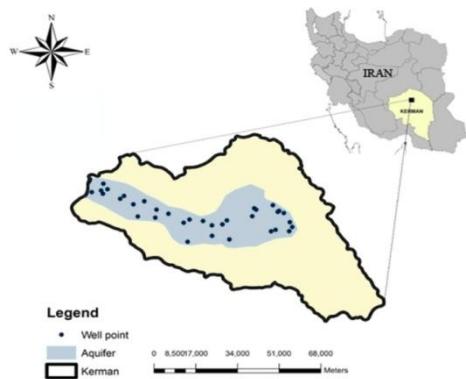 N
W
E
S
IRAN
KERMAN
Legend
Well point
Aquifer
Kerman
0 8,50017,000 34,000 51,000 68,000
Meters